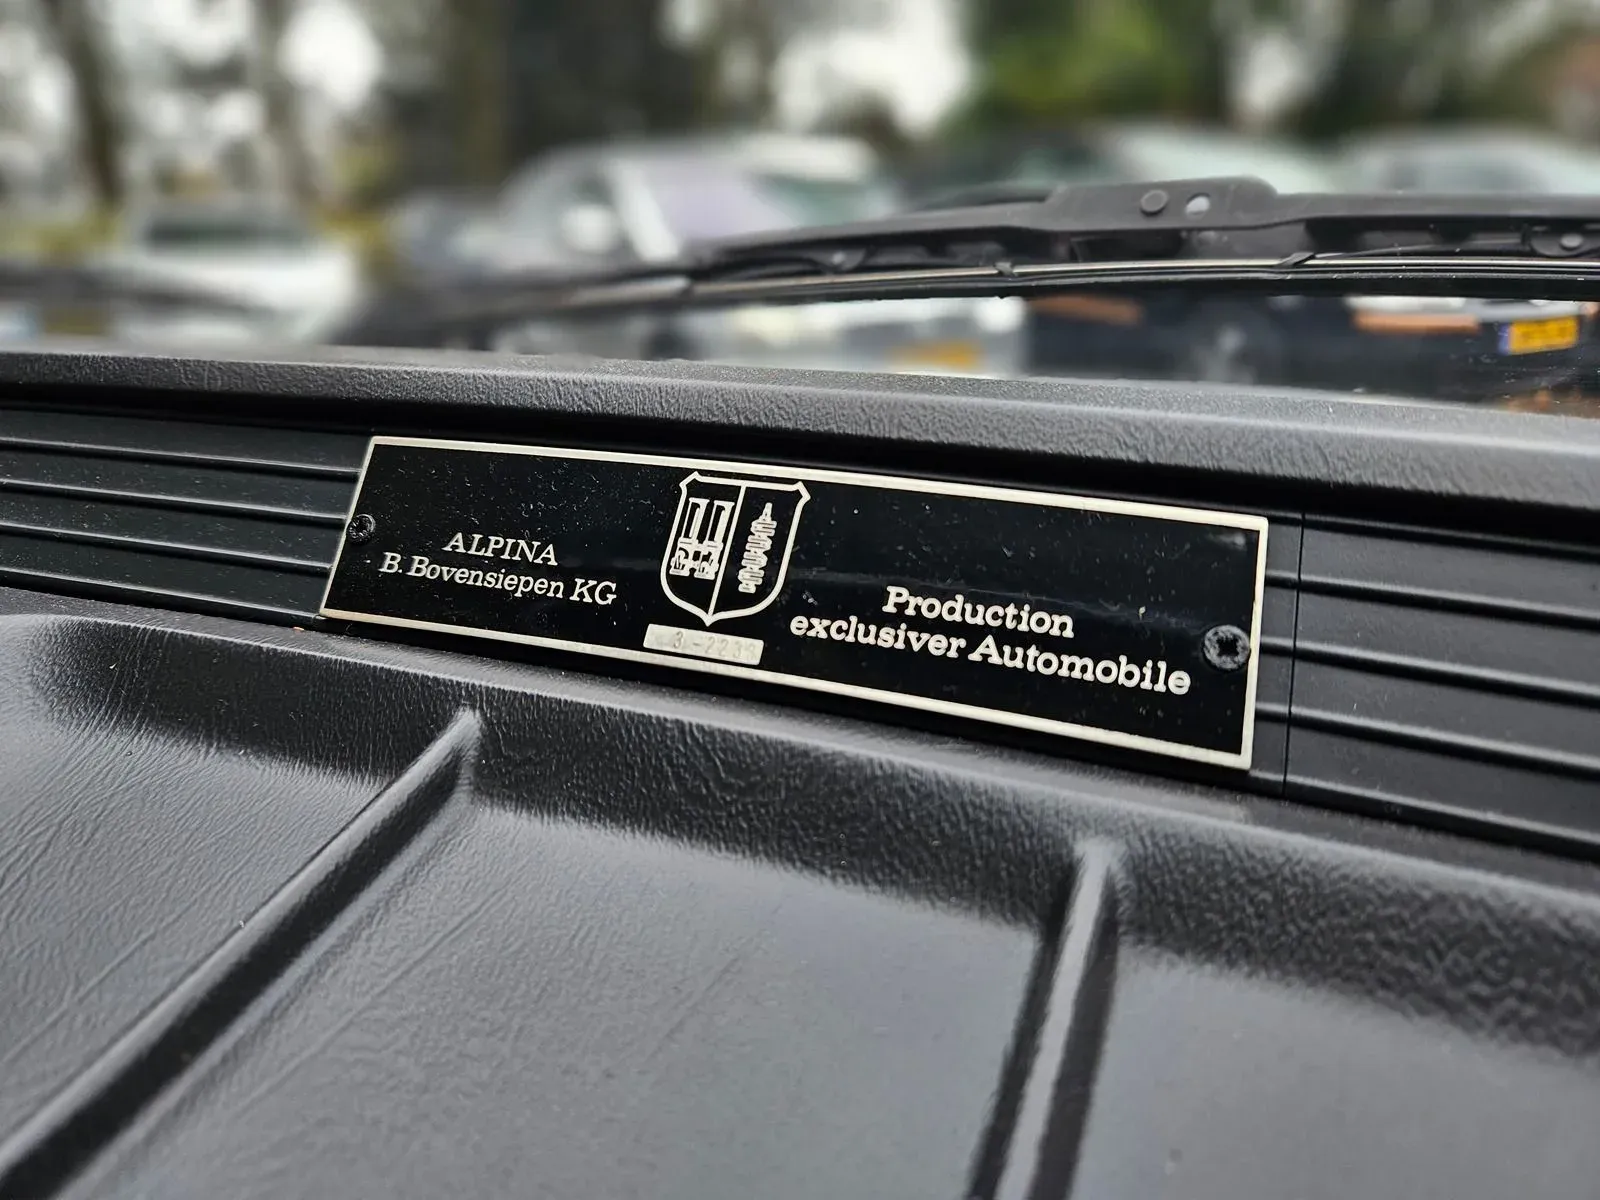 ALPINA
B. Bovensiepen KG
Production
exclusiver Automobile